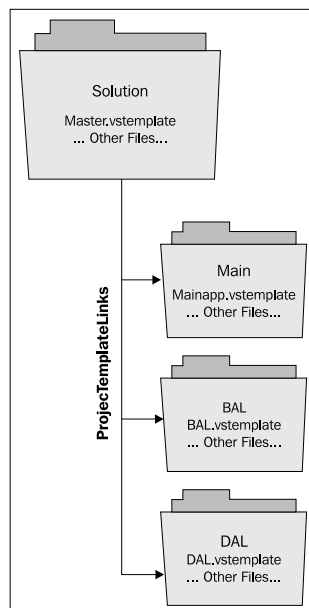 Solution
Master.vstemplate
... Other Files...
ProjecTemplateLinks
Main
Mainapp.vstemplate
... Other Files...
BAL
BAL.vstemplate
... Other Files...
DAL
DAL.vstemplate
... Other Files...